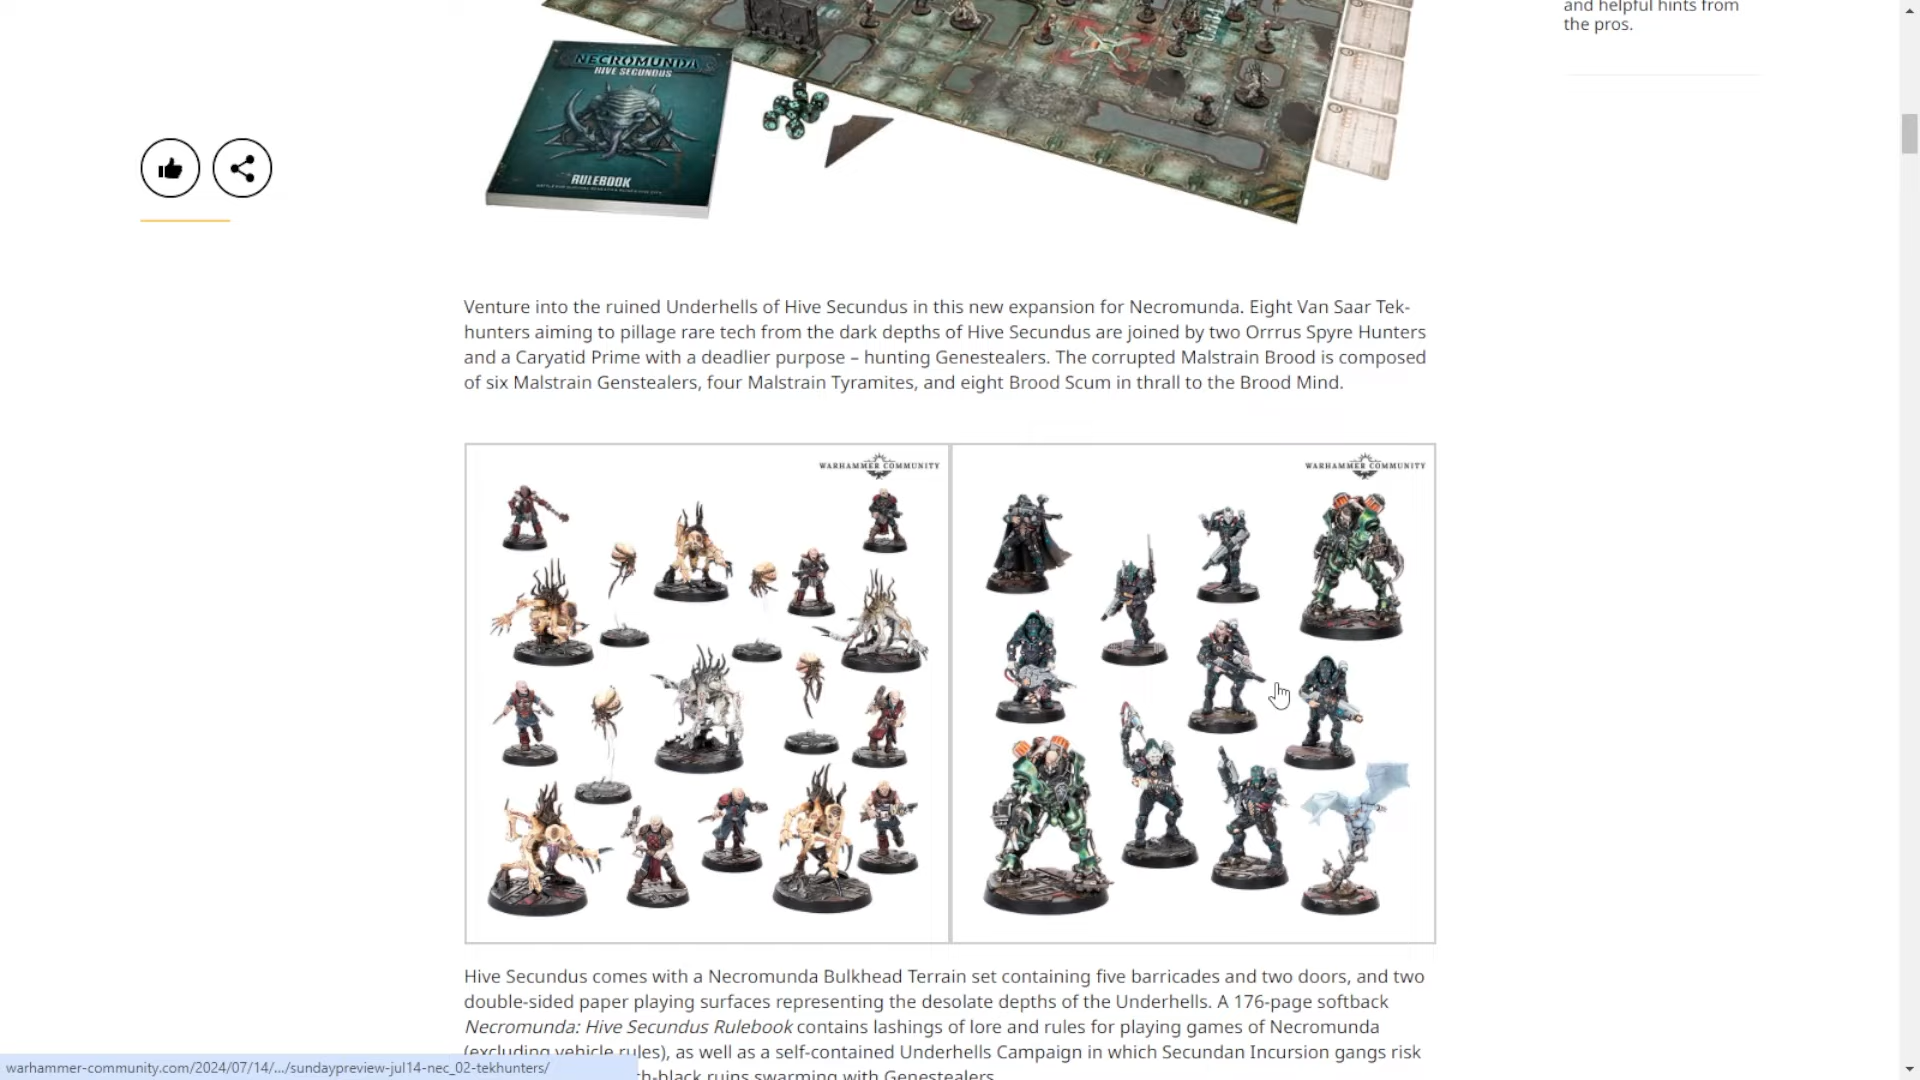 and helpful hints from
the pros.
NECROMUNDA
HIVE SECUNDUS
RULEBOOK
Venture into the ruined Underhells of Hive Secundus in this new expansion for Necromunda. Eight Van Saar Tek-
hunters aiming to pillage rare tech from the dark depths of Hive Secundus are joined by two Orrrus Spyre Hunters
and a Caryatid Prime with a deadlier purpose – hunting Genestealers. The corrupted Malstrain Brood is composed
of six Malstrain Genstealers, four Malstrain Tyramites, and eight Brood Scum in thrall to the Brood Mind.
WARHAMMER COMMUNITY
WARHAMMER COMMUNITY
Hive Secundus comes with a Necromunda Bulkhead Terrain set containing five barricades and two doors, and two
double-sided paper playing surfaces representing the desolate depths of the Underhells. A 176-page softback
Necromunda: Hive Secundus Rulebook contains lashings of lore and rules for playing games of Necromunda
(excluding vehicle rules), as well as a self-contained Underhells Campaign in which Secundan Incursion gangs risk
warhammer-community.com/2024/07/14/.../sundaypreview-jul14-nec_02-tekhunters/
th-black ruins swarming with Genestealers.